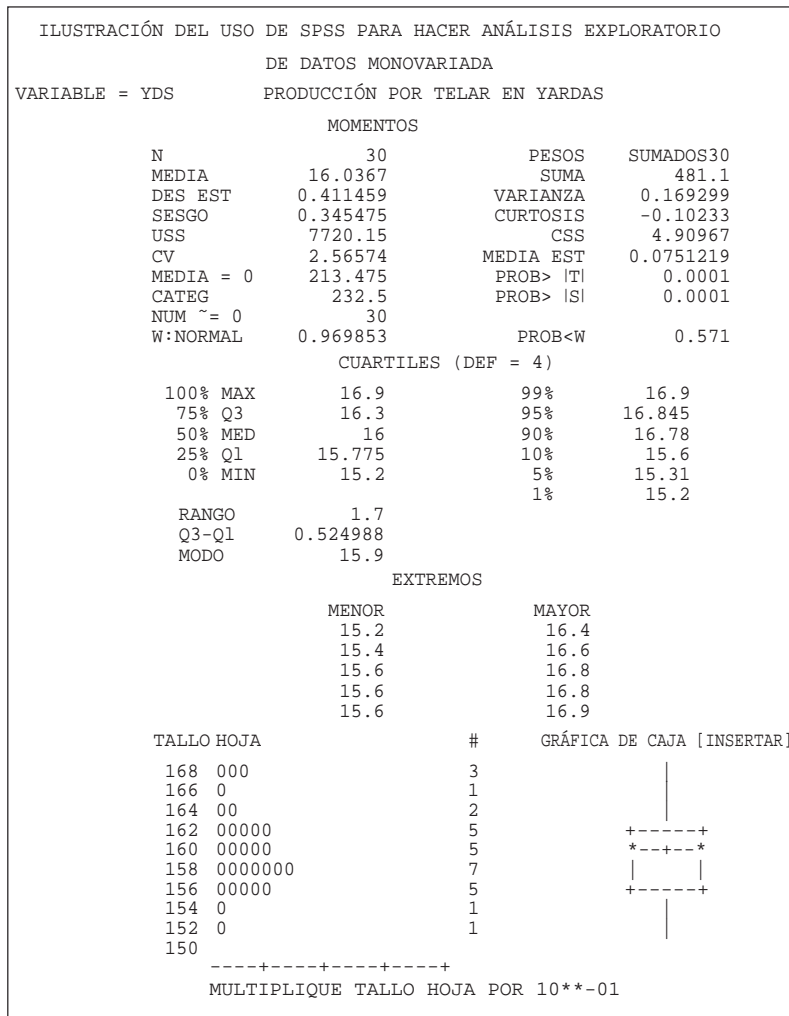 ILUSTRACIÓN DEL USO DE SPSS PARA HACER ANÁLISIS EXPLORATORIO
DE DATOS MONOVARIADA
VARIABLE = YDS PRODUCCIÓN POR TELAR EN YARDAS
MOMENTOS
N 30 PESOS SUMADOS30
MEDIA 16.0367 SUMA 481.1
DES EST 0.411459 VARIANZA 0.169299
SESGO 0.345475 CURTOSIS -0.10233
USS 7720.15 CSS 4.90967
CV 2.56574 MEDIA EST 0.0751219
MEDIA = 0 213.475 PROB> |T| 0.0001
CATEG 232.5 PROB> |S| 0.0001
NUM ~= 0 30
W:NORMAL 0.969853 PROB<W 0.571
CUARTILES (DEF = 4)
100% MAX 16.9 99% 16.9
75% Q3 16.3 95% 16.845
50% MED 16 90% 16.78
25% Ql 15.775 10% 15.6
0% MIN 15.2 5% 15.31
1% 15.2
RANGO 1.7
Q3-Ql 0.524988
MODO 15.9
EXTREMOS
MENOR MAYOR
15.2 16.4
15.4 16.6
15.6 16.8
15.6 16.8
15.6 16.9
TALLO HOJA # GRÁFICA DE CAJA [INSERTAR]
168 000 3 |
166 0 1 |
164 00 2 |
162 00000 5 +-----+
160 00000 5 *--+--*
158 0000000 7 | |
156 00000 5 +-----+
154 0 1 |
152 0 1 |
150
----+----+----+----+
MULTIPLIQUE TALLO HOJA POR 10**-01